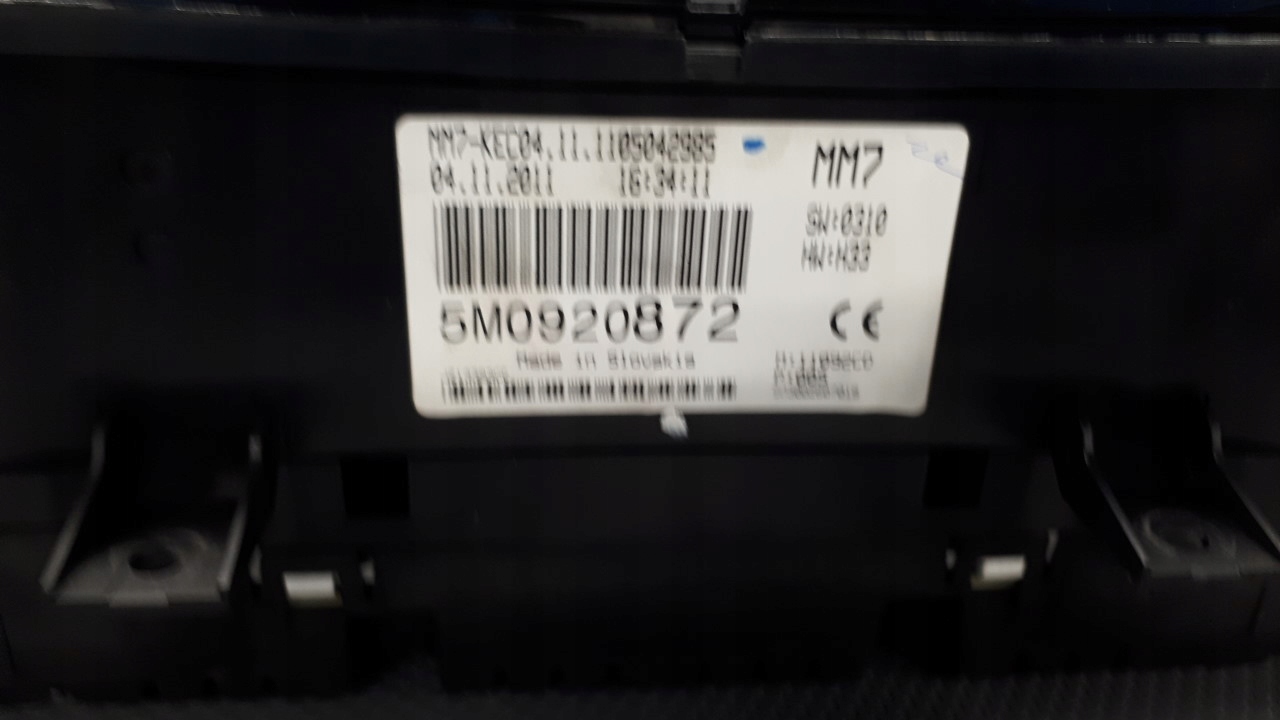 MM7-KEC04.11.1105042985
04.11.2011 16:34:11
MM7
SW:0310
HW:H33
5M0920872
CE
Made in Slovakia